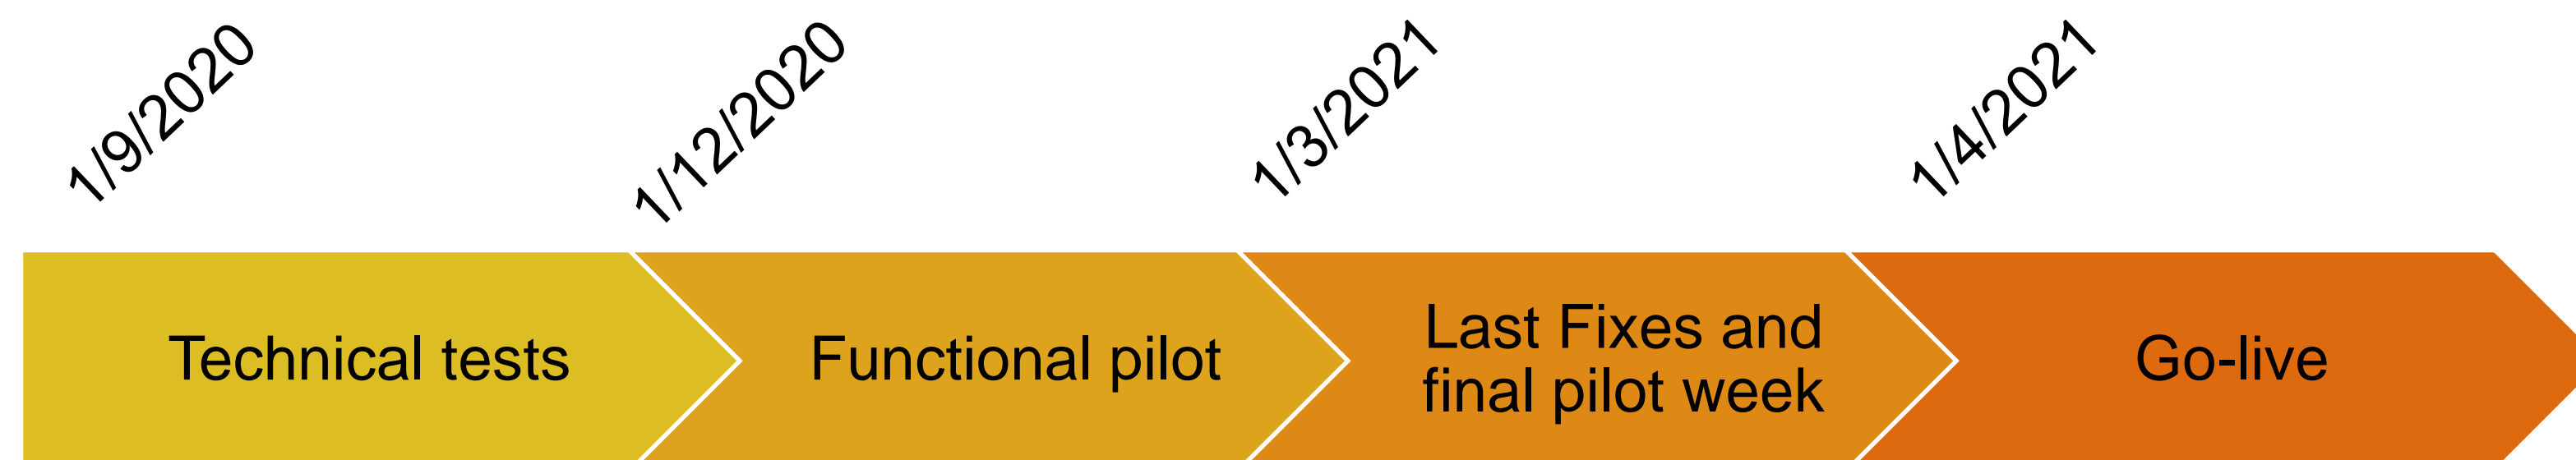 1/9/2020
1/12/2020
1/3/2021
1/4/2021
Technical tests
Functional pilot
Last Fixes and
final pilot week
Go-live